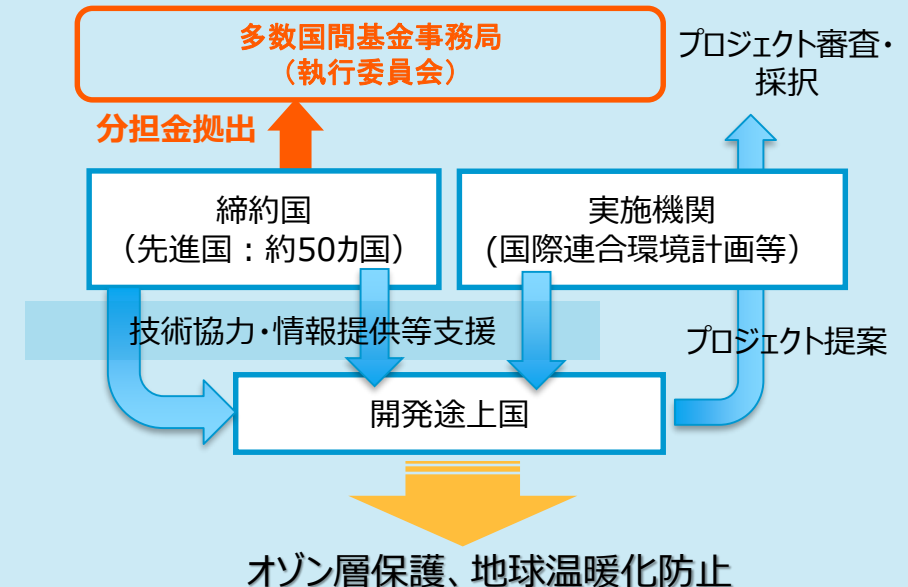 多数国間基金事務局
（執行委員会）
プロジェクト審査・
採択
分担金拠出
締約国
（先進国：約50カ国）
実施機関
(国際連合環境計画等）
技術協力・情報提供等支援
プロジェクト提案
開発途上国
オゾン層保護、地球温暖化防止